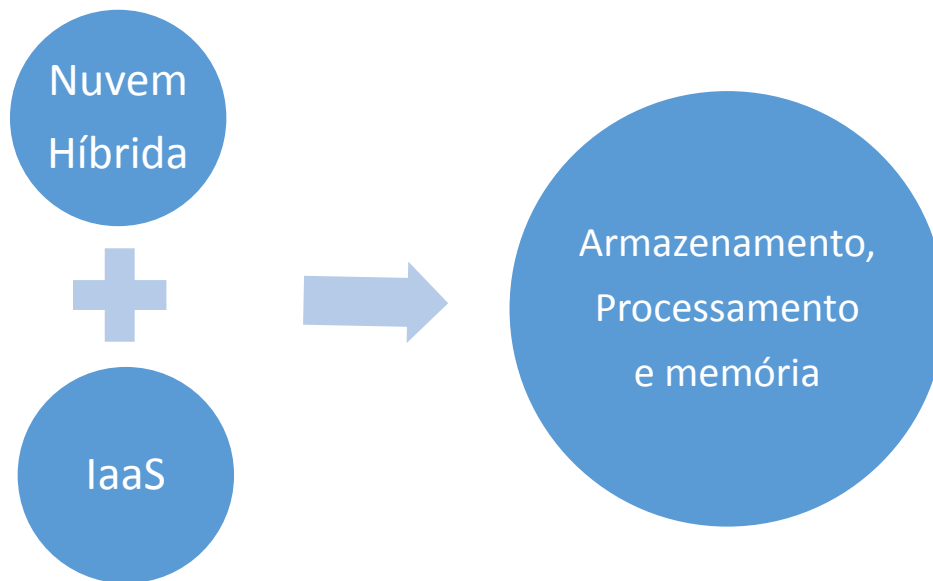 Nuvem
Híbrida
IaaS
Armazenamento,
Processamento
e memória